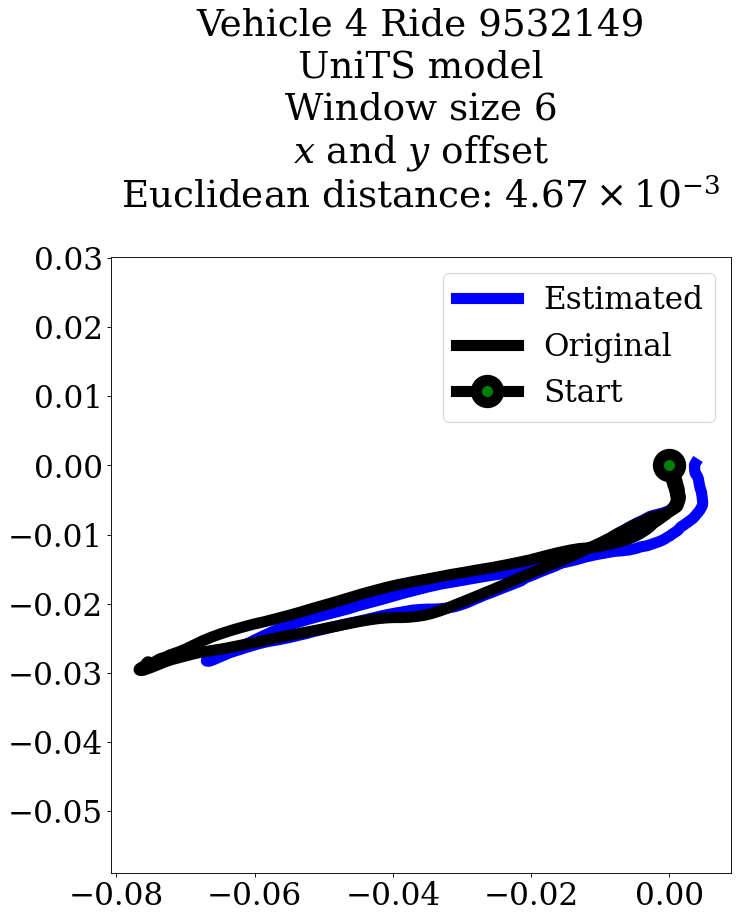 Vehicle 4 Ride 9532149
UniTS model
Window size 6
x and y offset
Euclidean distance: 4.67 × 10⁻³
Estimated
Original
Start
0.03
0.02
0.01
0.00
−0.01
−0.02
−0.03
−0.04
−0.05
−0.08 −0.06 −0.04 −0.02 0.00